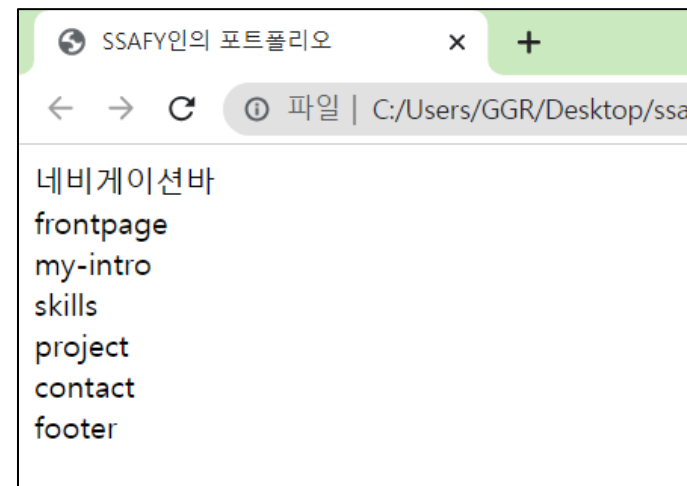 SSAFY인의 포트폴리오
파일 | C:/Users/GGR/Desktop/ssa
네비게이션바
frontpage
my-intro
skills
project
contact
footer